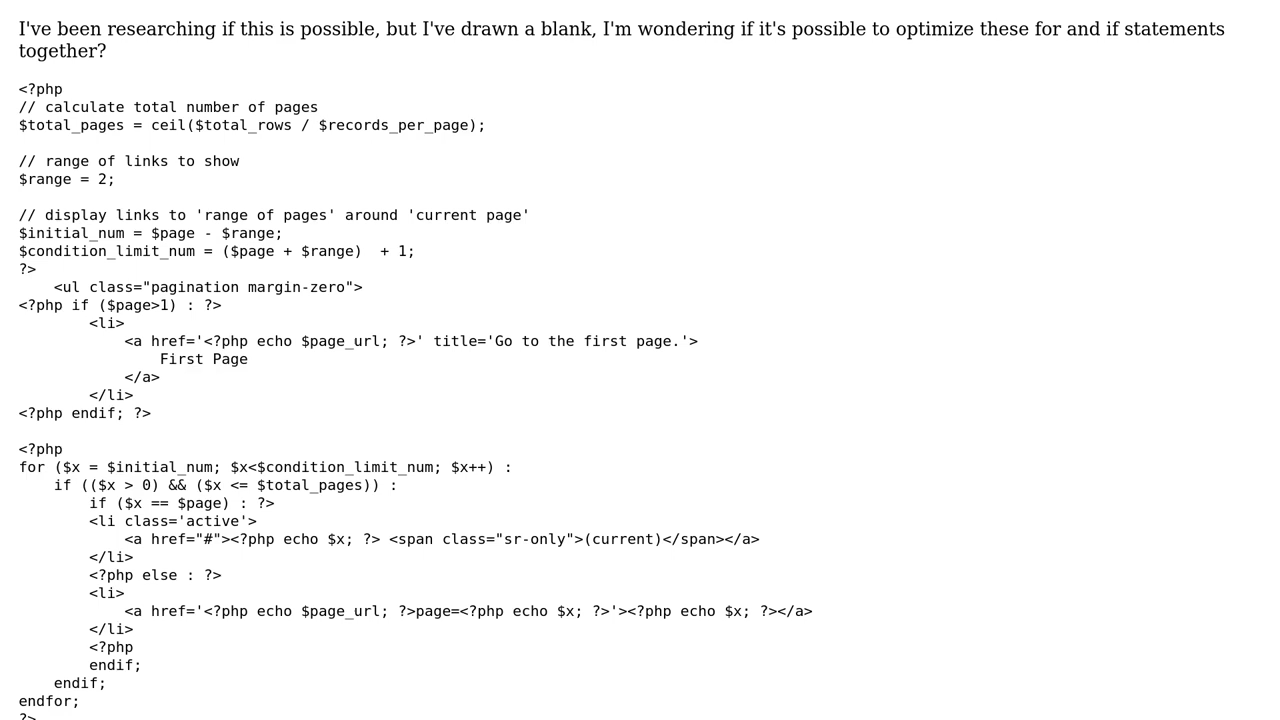 I've been researching if this is possible, but I've drawn a blank, I'm wondering if it's possible to optimize these for and if statements
together?
<?php
// calculate total number of pages
$total_pages = ceil($total_rows / $records_per_page);
// range of links to show
$range = 2;
// display links to 'range of pages' around 'current page'
$initial_num = $page - $range;
$condition_limit_num = ($page + $range)  + 1;
?>
    <ul class="pagination margin-zero">
<?php if ($page>1) : ?>
        <li>
            <a href='<?php echo $page_url; ?>' title='Go to the first page.'>
                First Page
            </a>
        </li>
<?php endif; ?>
<?php
for ($x = $initial_num; $x<$condition_limit_num; $x++) :
    if (($x > 0) && ($x <= $total_pages)) :
        if ($x == $page) : ?>
        <li class='active'>
            <a href="#"><?php echo $x; ?> <span class="sr-only">(current)</span></a>
        </li>
        <?php else : ?>
        <li>
            <a href='<?php echo $page_url; ?>page=<?php echo $x; ?>'><?php echo $x; ?></a>
        </li>
        <?php
        endif;
    endif;
endfor;
?>